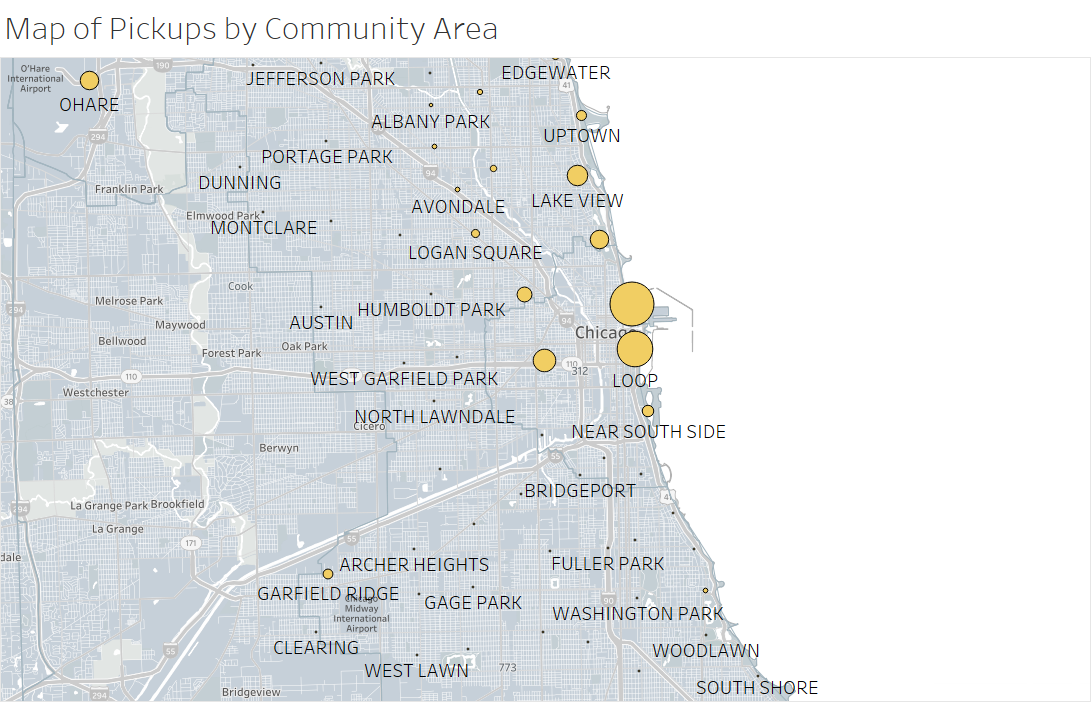 Map of Pickups by Community Area
O'Hare
International
Airport
OHARE
190
JEFFERSON PARK
EDGEWATER
41
ALBANY PARK
UPTOWN
294
PORTAGE PARK
94
DUNNING
Franklin Park
LAKE VIEW
AVONDALE
Elmwood Park
MONTCLARE
LOGAN SQUARE
Cook
Melrose Park
HUMBOLDT PARK
294
AUSTIN
94
Maywood
Chicago
Bellwood
Oak Park
Forest Park
110
312
110
WEST GARFIELD PARK
LOOP
Westchester
38
NORTH LAWNDALE
Cicero
NEAR SOUTH SIDE
Berwyn
55
BRIDGEPORT
4
La Grange Park
Brookfield
294
La Grange
55
171
dale
ARCHER HEIGHTS
FULLER PARK
GARFIELD RIDGE
Chicago
Midway
International
Airport
GAGE PARK
90
WASHINGTON PARK
CLEARING
55
WOODLAWN
WEST LAWN
773
SOUTH SHORE
Bridgeview
294